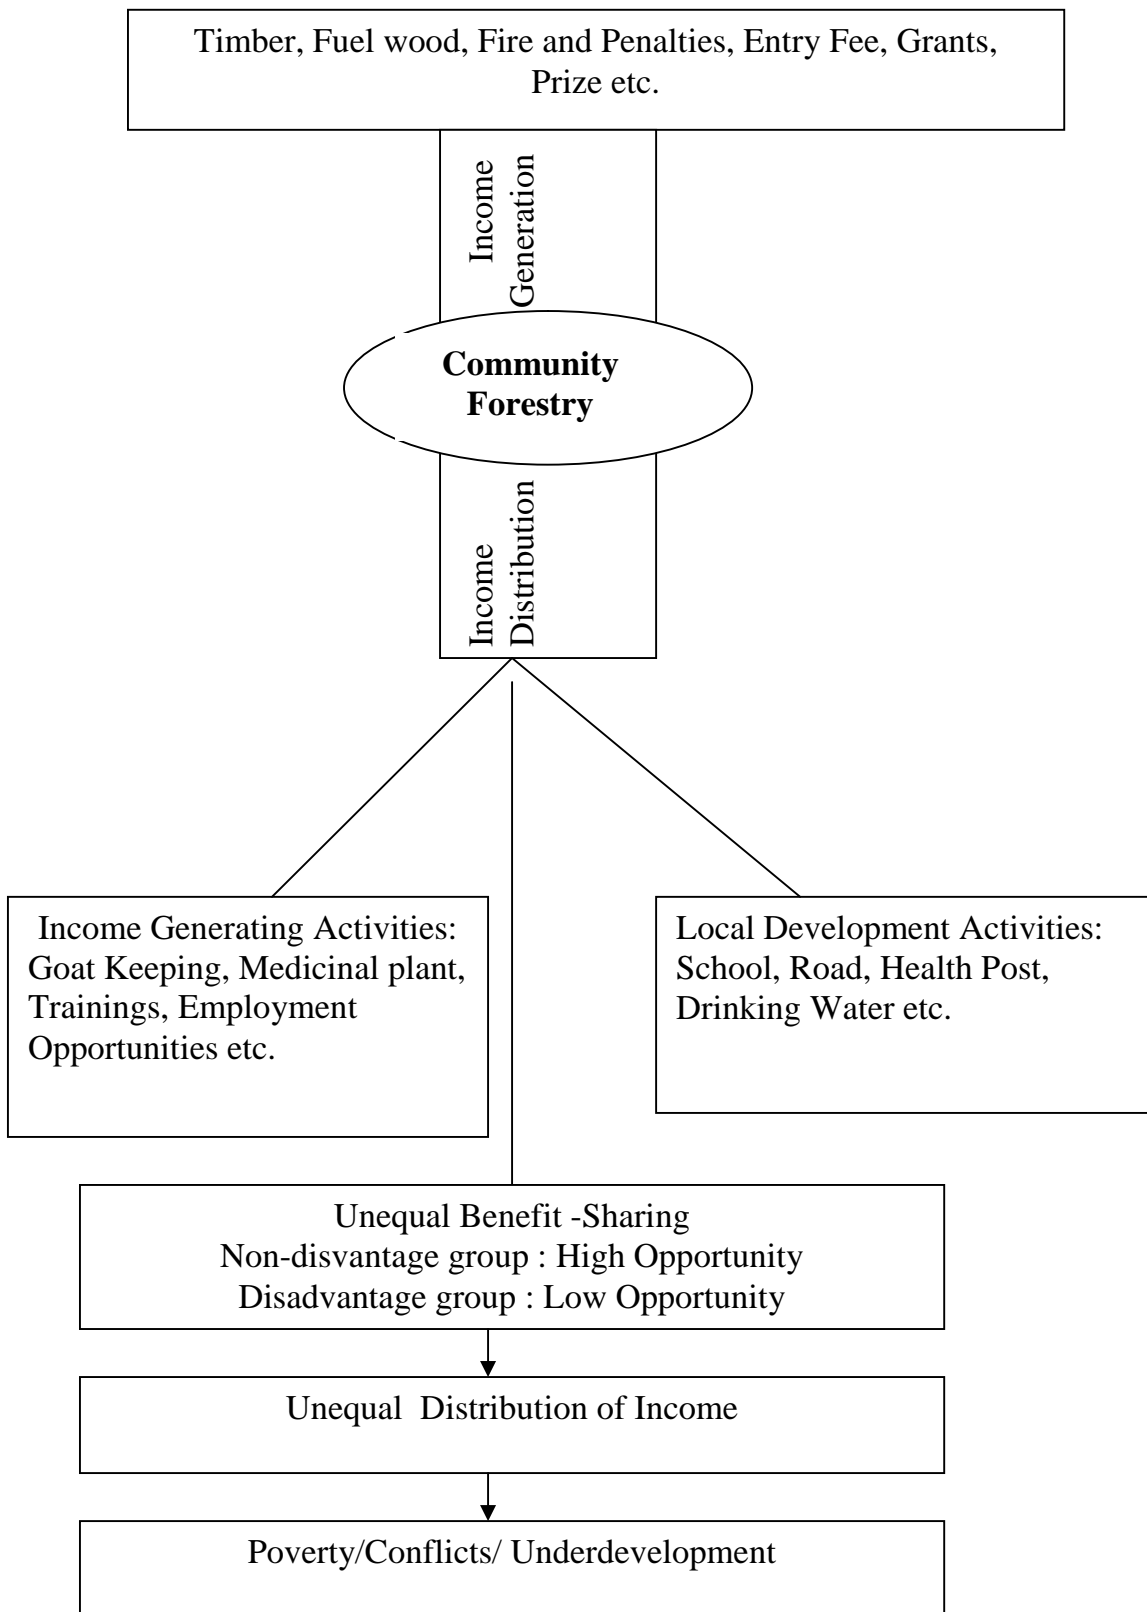 Timber, Fuel wood, Fire and Penalties, Entry Fee, Grants,
Prize etc.
Income
Generation
Community
Forestry
Income
Distribution
Income Generating Activities:
Goat Keeping, Medicinal plant,
Trainings, Employment
Opportunities etc.
Local Development Activities:
School, Road, Health Post,
Drinking Water etc.
Unequal Benefit -Sharing
Non-disvantage group : High Opportunity
Disadvantage group : Low Opportunity
Unequal  Distribution of Income
Poverty/Conflicts/ Underdevelopment